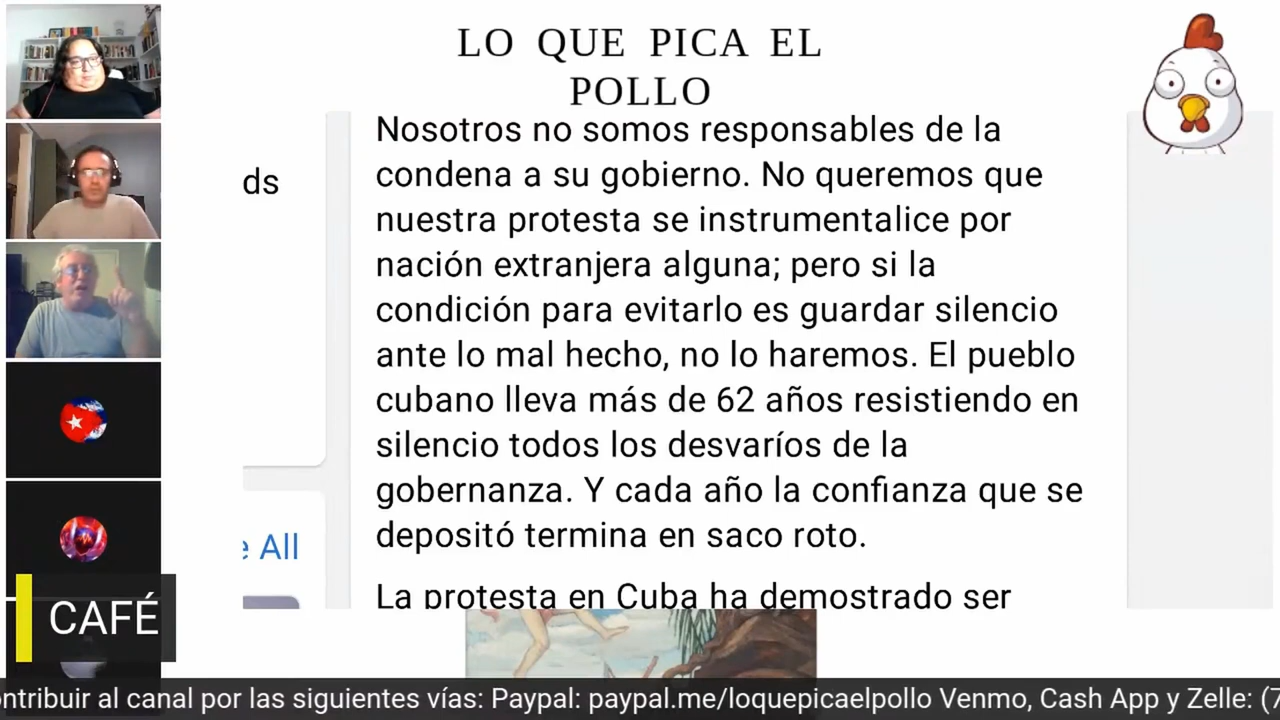 LO QUE PICA EL
POLLO
ds
e All
Nosotros no somos responsables de la
condena a su gobierno. No queremos que
nuestra protesta se instrumentalice por
nación extranjera alguna; pero si la
condición para evitarlo es guardar silencio
ante lo mal hecho, no lo haremos. El pueblo
cubano lleva más de 62 años resistiendo en
silencio todos los desvaríos de la
gobernanza. Y cada año la confianza que se
depositó termina en saco roto.
La protesta en Cuba ha demostrado ser
CAFÉ
ontribuir al canal por las siguientes vías: Paypal: paypal.me/loquepicaelpollo Venmo, Cash App y Zelle: (7